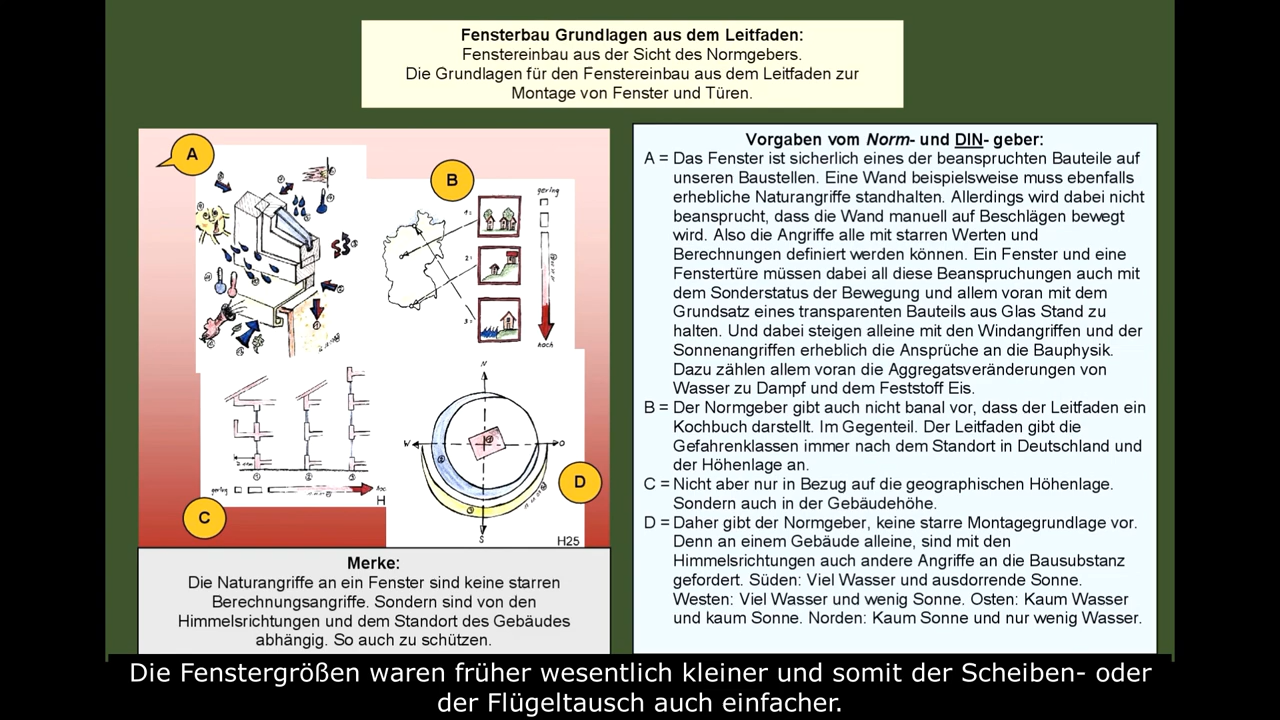 Fensterbau Grundlagen aus dem Leitfaden:
Fenstereinbau aus der Sicht des Normgebers.
Die Grundlagen für den Fenstereinbau aus dem Leitfaden zur
Montage von Fenster und Türen.
A
B
gering
1=
2=
3=
hoch
N
W
O
S
D
gering
H
C
H25
Merke:
Die Naturangriffe an ein Fenster sind keine starren
Berechnungsangriffe. Sondern sind von den
Himmelsrichtungen und dem Standort des Gebäudes
abhängig. So auch zu schützen.
Vorgaben vom Norm- und DIN- geber:
A = Das Fenster ist sicherlich eines der beanspruchten Bauteile auf
unseren Baustellen. Eine Wand beispielsweise muss ebenfalls
erhebliche Naturangriffe standhalten. Allerdings wird dabei nicht
beansprucht, dass die Wand manuell auf Beschlägen bewegt
wird. Also die Angriffe alle mit starren Werten und
Berechnungen definiert werden können. Ein Fenster und eine
Fenstertüre müssen dabei all diese Beanspruchungen auch mit
dem Sonderstatus der Bewegung und allem voran mit dem
Grundsatz eines transparenten Bauteils aus Glas Stand zu
halten. Und dabei steigen alleine mit den Windangriffen und der
Sonnenangriffen erheblich die Ansprüche an die Bauphysik.
Dazu zählen allem voran die Aggregatsveränderungen von
Wasser zu Dampf und dem Feststoff Eis.
B = Der Normgeber gibt auch nicht banal vor, dass der Leitfaden ein
Kochbuch darstellt. Im Gegenteil. Der Leitfaden gibt die
Gefahrenklassen immer nach dem Standort in Deutschland und
der Höhenlage an.
C = Nicht aber nur in Bezug auf die geographischen Höhenlage.
Sondern auch in der Gebäudehöhe.
D = Daher gibt der Normgeber, keine starre Montagegrundlage vor.
Denn an einem Gebäude alleine, sind mit den
Himmelsrichtungen auch andere Angriffe an die Bausubstanz
gefordert. Süden: Viel Wasser und ausdorrende Sonne.
Westen: Viel Wasser und wenig Sonne. Osten: Kaum Wasser
und kaum Sonne. Norden: Kaum Sonne und nur wenig Wasser.
Die Fenstergrößen waren früher wesentlich kleiner und somit der Scheiben- oder
der Flügeltausch auch einfacher.